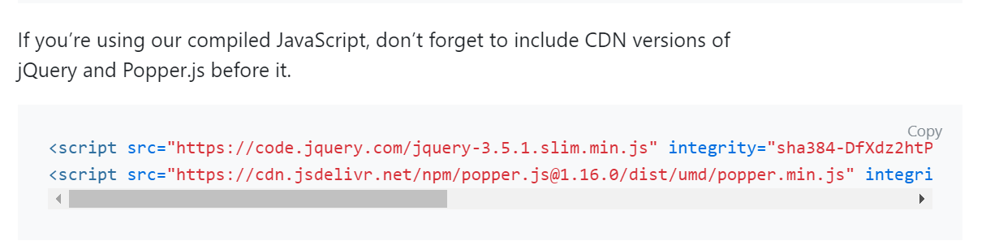 If you’re using our compiled JavaScript, don’t forget to include CDN versions of
jQuery and Popper.js before it.
Copy
<script src="https://code.jquery.com/jquery-3.5.1.slim.min.js" integrity="sha384-DfXdz2htP
<script src="https://cdn.jsdelivr.net/npm/popper.js@1.16.0/dist/umd/popper.min.js" integri